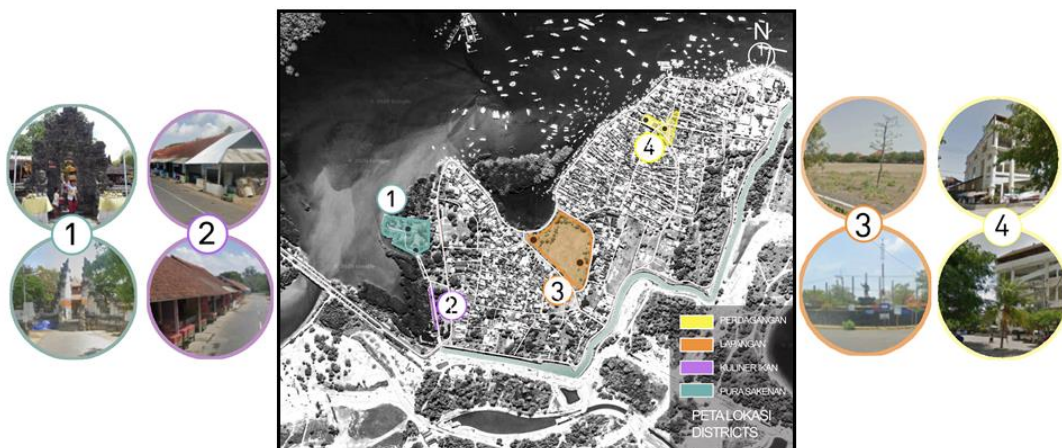 1
2
N
1
2
3
4
PERDAGANGAN
LAPANGAN
KULINER IKAN
PURA SAKENAN
PETA LOKASI
DISTRICTS
3
4